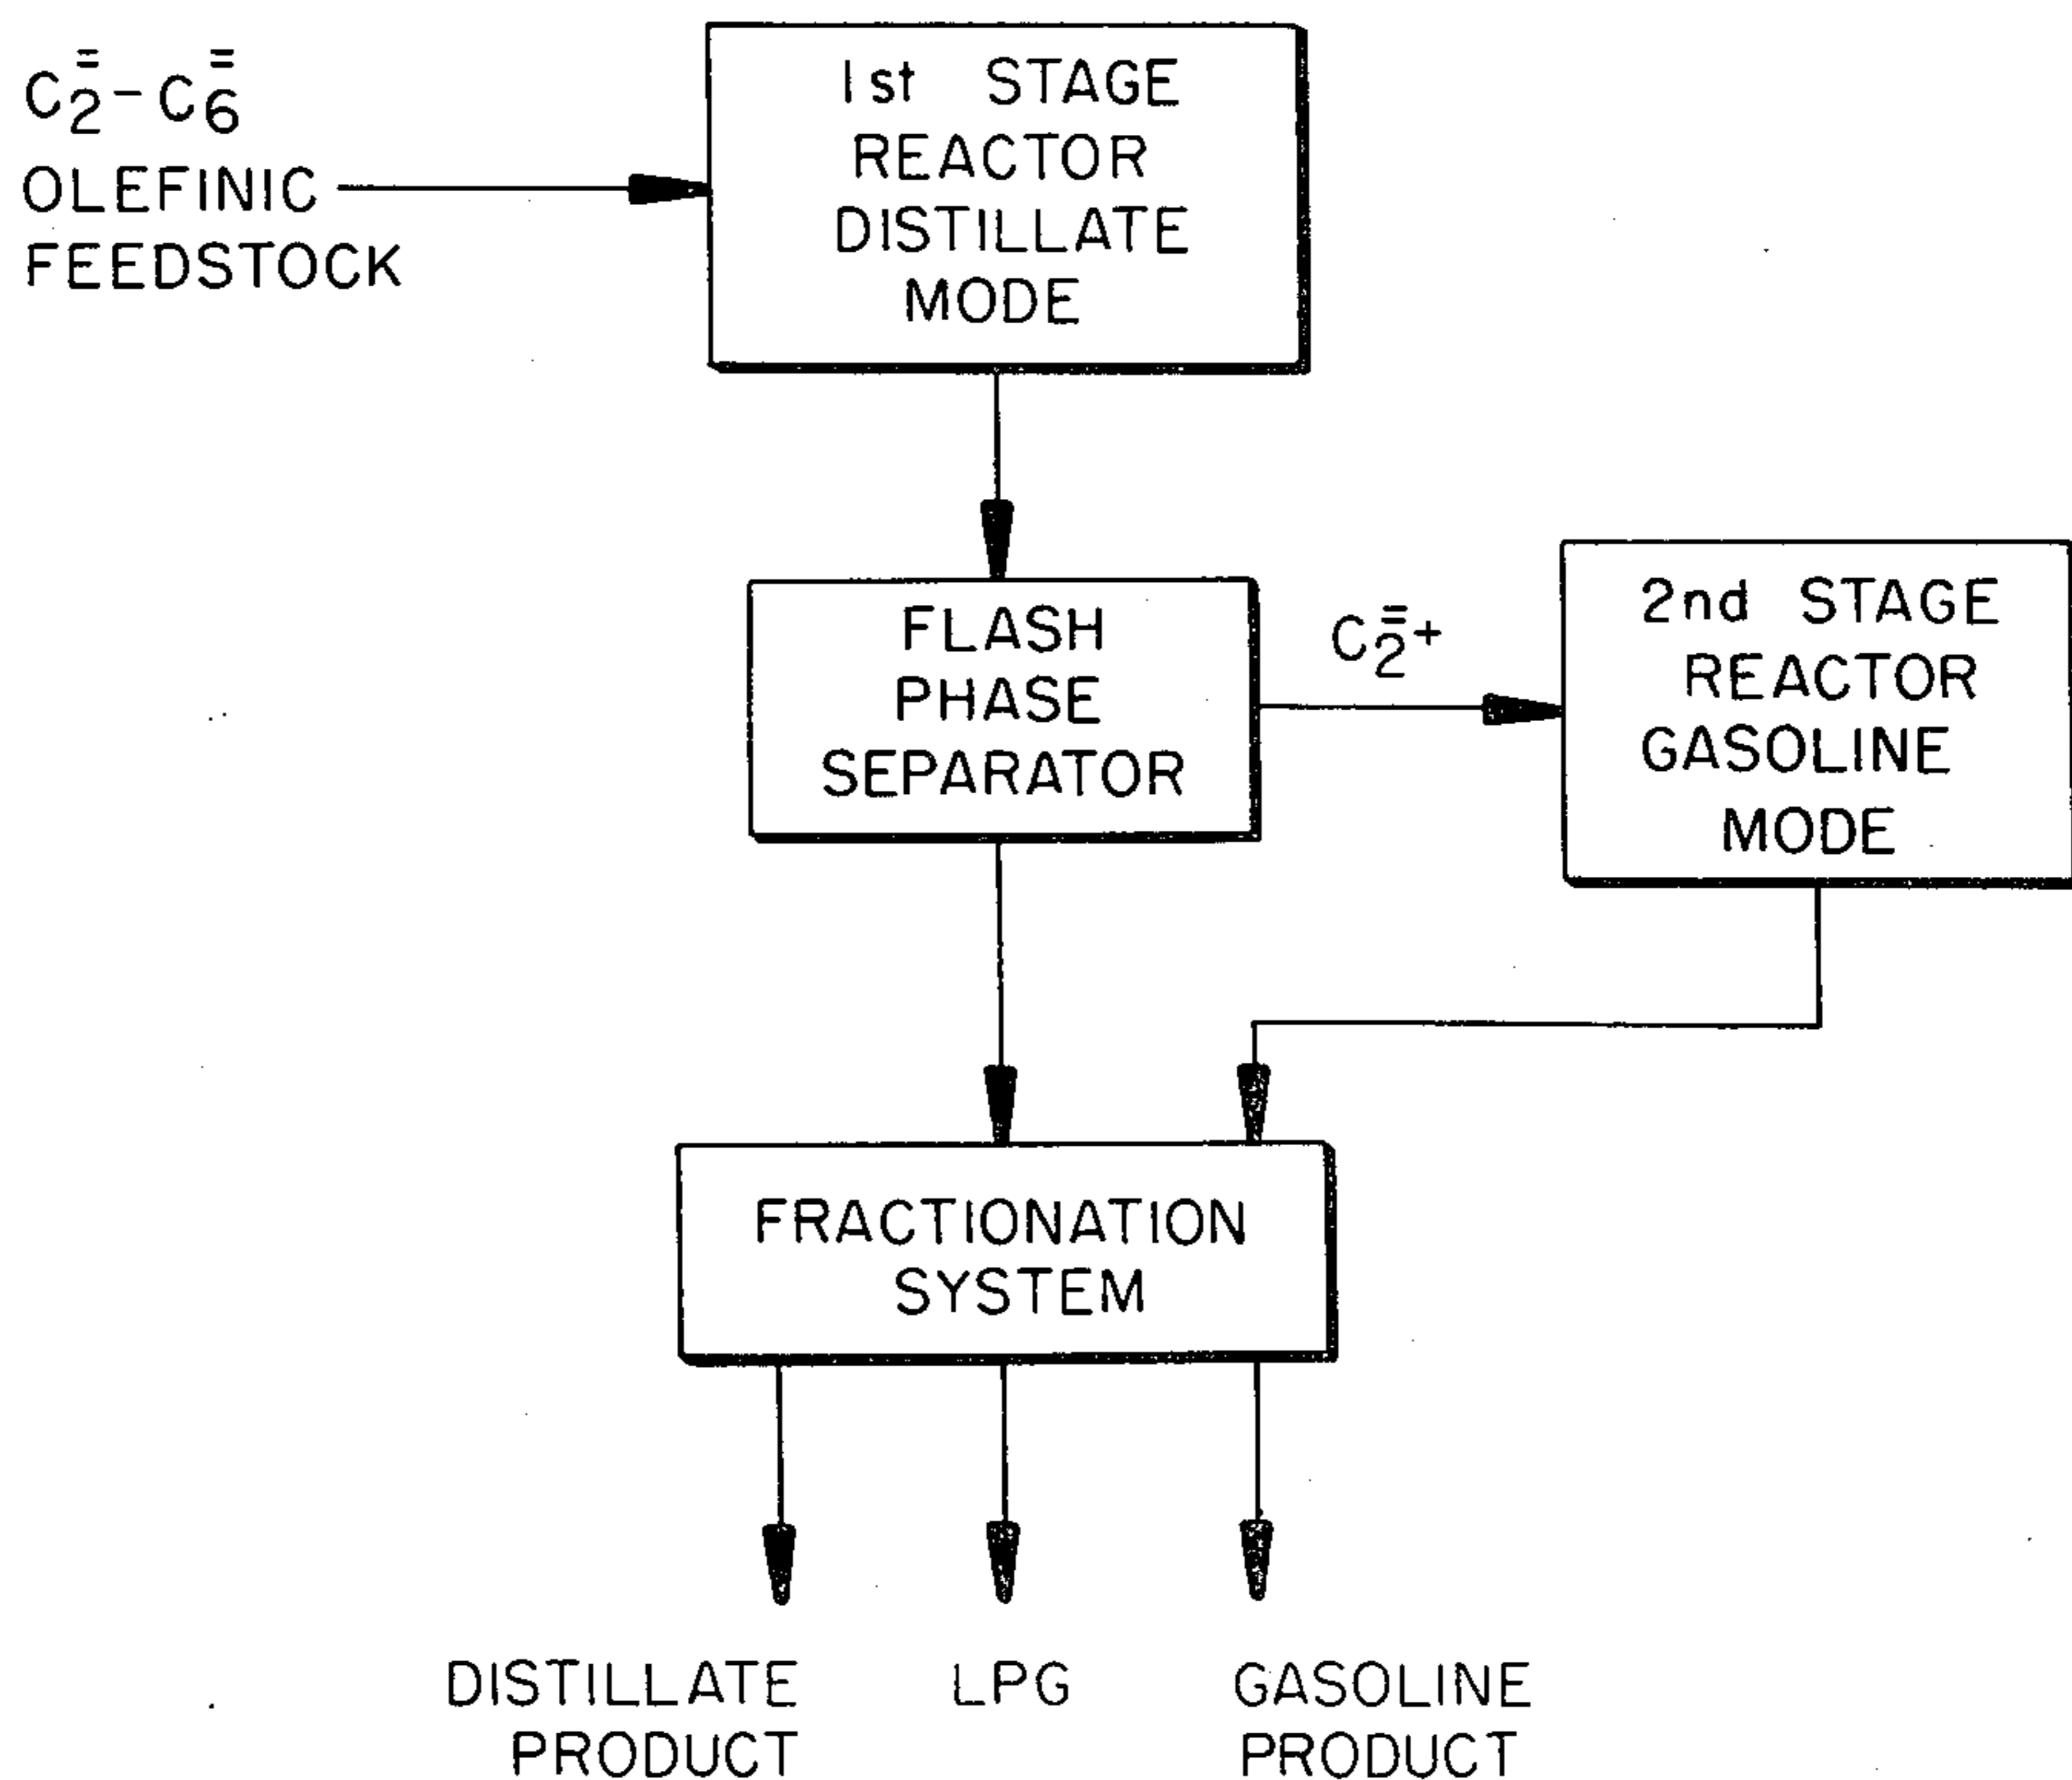 C₂⁼-C₆⁼
OLEFINIC
FEEDSTOCK
1st STAGE
REACTOR
DISTILLATE
MODE
FLASH
PHASE
SEPARATOR
C₂⁼+
2nd STAGE
REACTOR
GASOLINE
MODE
FRACTIONATION
SYSTEM
DISTILLATE
PRODUCT
LPG
GASOLINE
PRODUCT